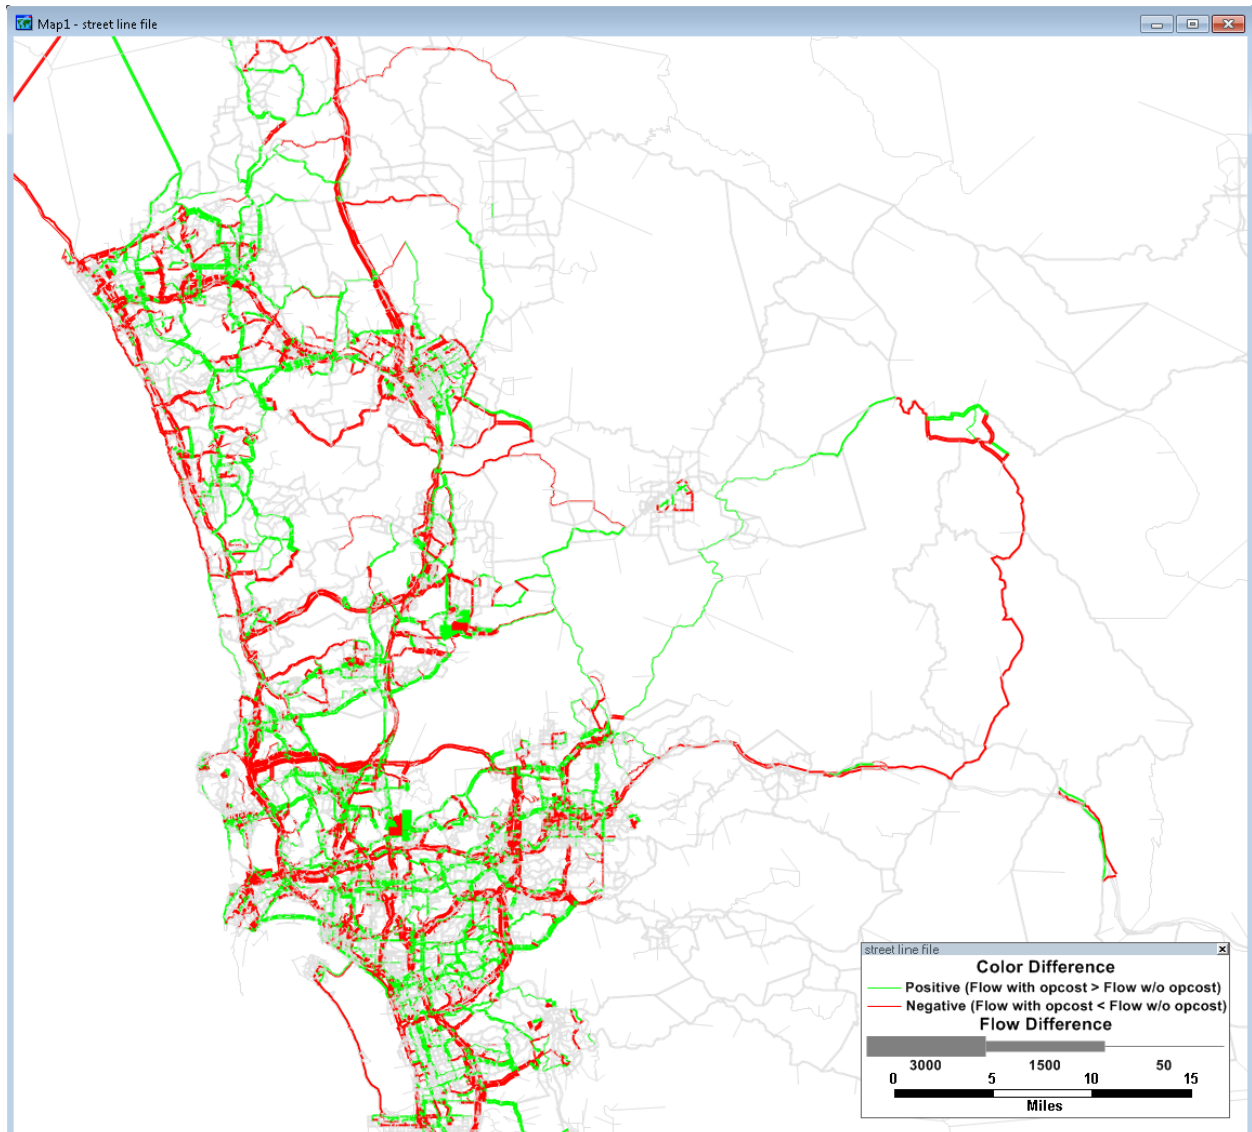 Map1 - street line file
street line file
Color Difference
Positive (Flow with opcost > Flow w/o opcost)
Negative (Flow with opcost < Flow w/o opcost)
Flow Difference
3000 1500 50
0 5 10 15
Miles